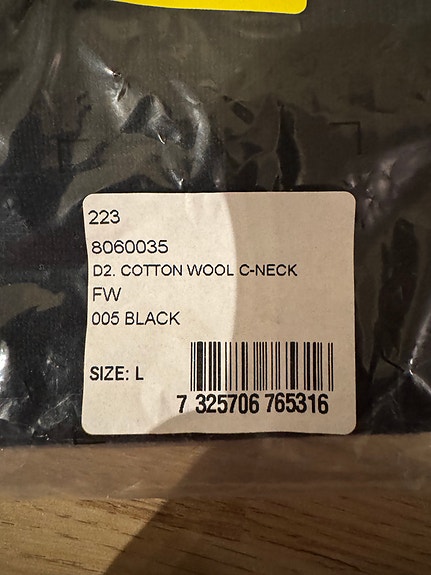 223
8060035
D2. COTTON WOOL C-NECK
FW
005 BLACK
SIZE: L
7 325706 765316